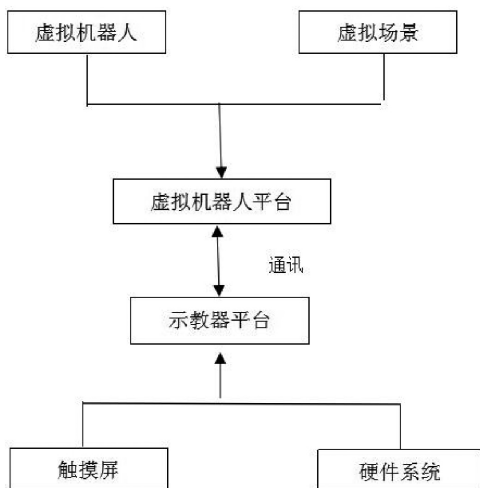 虚拟机器人
虚拟场景
虚拟机器人平台
通讯
示教器平台
触摸屏
硬件系统